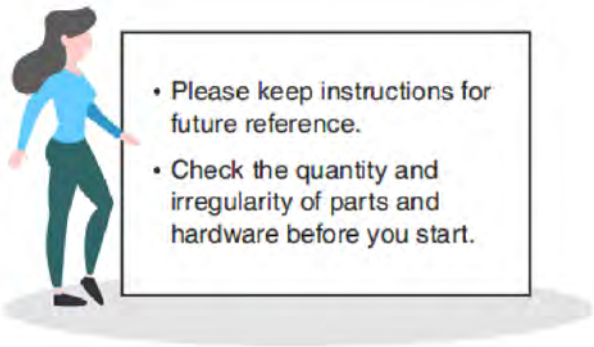 • Please keep instructions for
future reference.
• Check the quantity and
irregularity of parts and
hardware before you start.